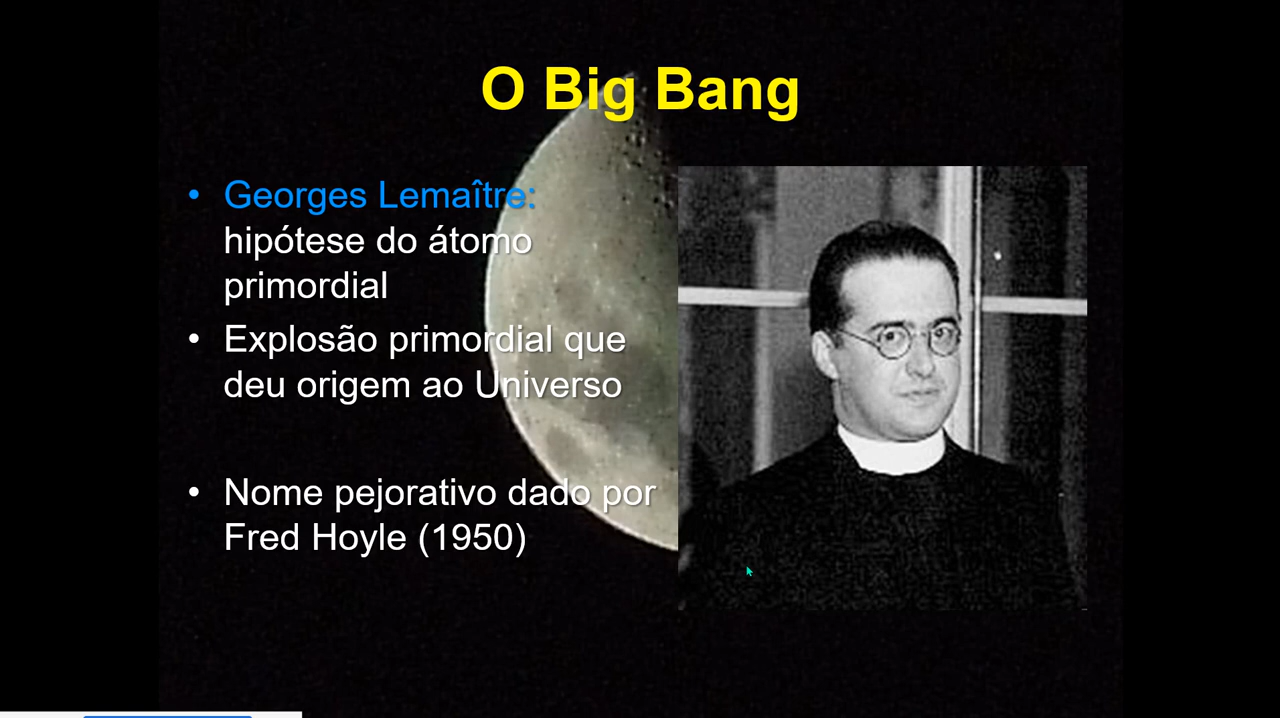 O Big Bang
• Georges Lemaître:
hipótese do átomo
primordial
• Explosão primordial que
deu origem ao Universo
• Nome pejorativo dado por
Fred Hoyle (1950)